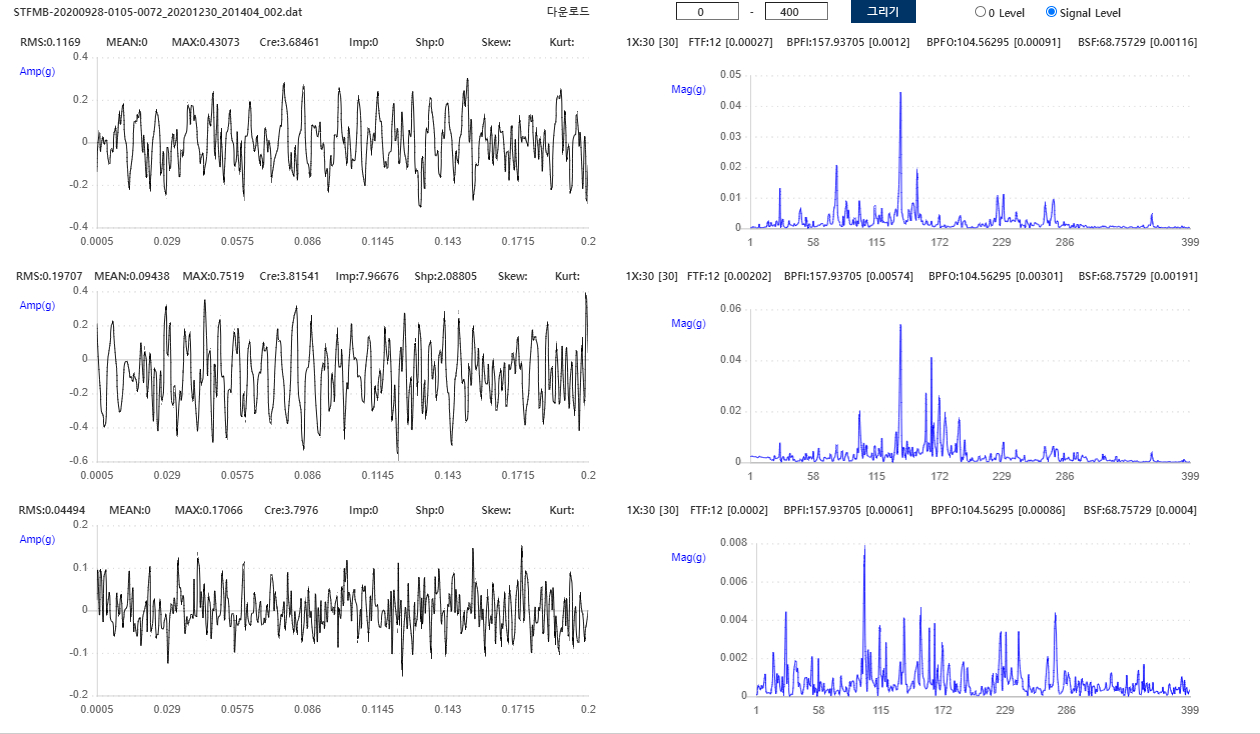 STFMB-20200928-0105-0072_20201230_201404_002.dat 다운로드 0 - 400 그리기 0 Level Signal Level
RMS:0.1169 MEAN:0 MAX:0.43073 Cre:3.68461 Imp:0 Shp:0 Skew: Kurt:
Amp(g)
0.4
0.2
0
-0.2
-0.4
0.0005 0.029 0.0575 0.086 0.1145 0.143 0.1715 0.2
1X:30 [30] FTF:12 [0.00027] BPFI:157.93705 [0.0012] BPFO:104.56295 [0.00091] BSF:68.75729 [0.00116]
Mag(g)
0.05
0.04
0.03
0.02
0.01
0
1 58 115 172 229 286 399
RMS:0.19707 MEAN:0.09438 MAX:0.7519 Cre:3.81541 Imp:7.96676 Shp:2.08805 Skew: Kurt:
Amp(g)
0.4
0.2
0
-0.2
-0.4
-0.6
0.0005 0.029 0.0575 0.086 0.1145 0.143 0.1715 0.2
1X:30 [30] FTF:12 [0.00202] BPFI:157.93705 [0.00574] BPFO:104.56295 [0.00301] BSF:68.75729 [0.00191]
Mag(g)
0.06
0.04
0.02
0
1 58 115 172 229 286 399
RMS:0.04494 MEAN:0 MAX:0.17066 Cre:3.7976 Imp:0 Shp:0 Skew: Kurt:
Amp(g)
0.2
0.1
0
-0.1
-0.2
0.0005 0.029 0.0575 0.086 0.1145 0.143 0.1715 0.2
1X:30 [30] FTF:12 [0.0002] BPFI:157.93705 [0.00061] BPFO:104.56295 [0.00086] BSF:68.75729 [0.0004]
Mag(g)
0.008
0.006
0.004
0.002
0
1 58 115 172 229 286 399